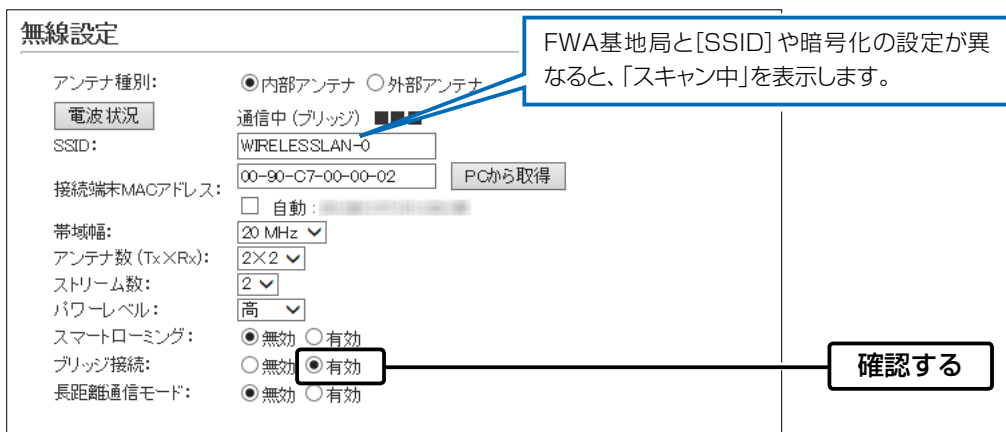 無線設定
FWA基地局と[SSID]や暗号化の設定が異
なると、「スキャン中」を表示します。
アンテナ種別: 内部アンテナ 外部アンテナ
電波状況 通信中 (ブリッジ)
SSID: WIRELESSLAN-0
接続端末MACアドレス: 00-90-C7-00-00-02 PCから取得
自動:
帯域幅: 20 MHz
アンテナ数 (Tx×Rx): 2×2
ストリーム数: 2
パワーレベル: 高
スマートローミング: 無効 有効
ブリッジ接続: 無効 有効 確認する
長距離通信モード: 無効 有効